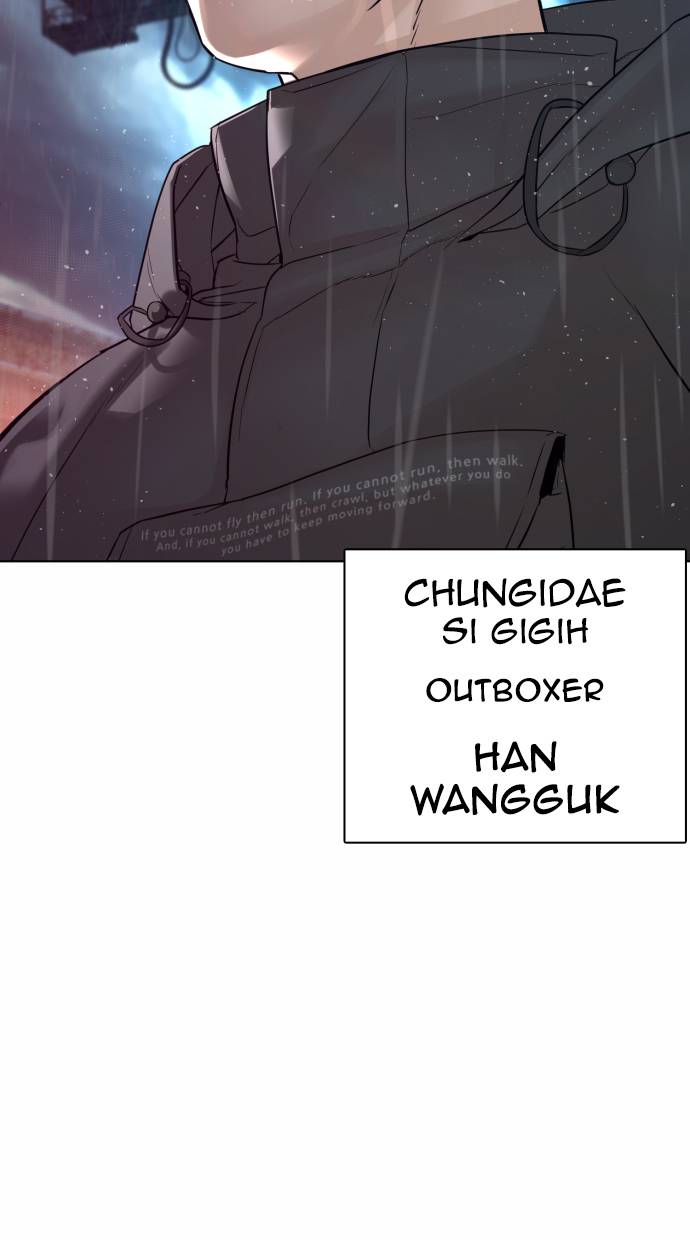 If you cannot fly then run. If you cannot run, then walk.
And, if you cannot walk, then crawl, but whatever you do
you have to keep moving forward.
CHUNGIDAE
SI GIGIH
OUTBOXER
HAN
WANGGUK